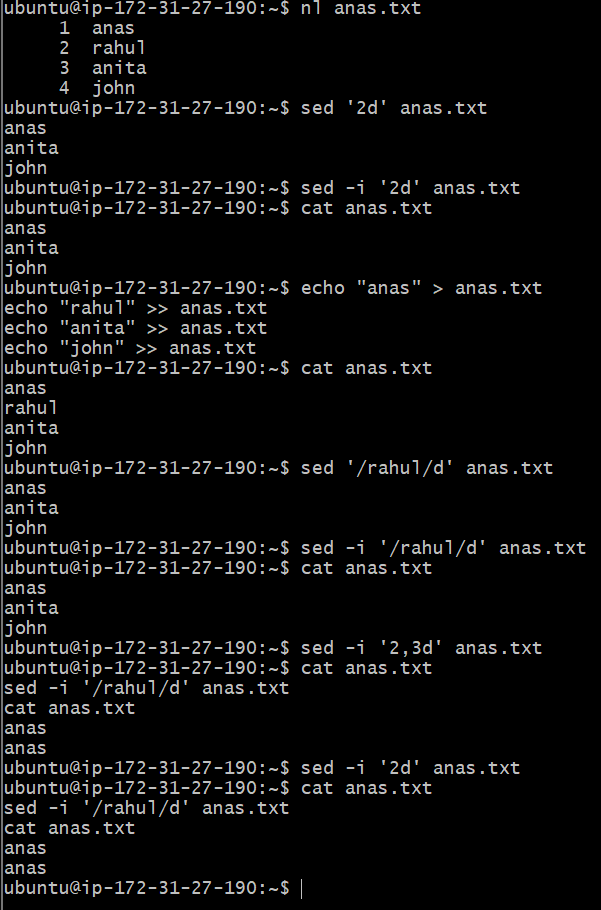 ubuntu@ip-172-31-27-190:~$ nl anas.txt
     1  anas
     2  rahul
     3  anita
     4  john
ubuntu@ip-172-31-27-190:~$ sed '2d' anas.txt
anas
anita
john
ubuntu@ip-172-31-27-190:~$ sed -i '2d' anas.txt
ubuntu@ip-172-31-27-190:~$ cat anas.txt
anas
anita
john
ubuntu@ip-172-31-27-190:~$ echo "anas" > anas.txt
echo "rahul" >> anas.txt
echo "anita" >> anas.txt
echo "john" >> anas.txt
ubuntu@ip-172-31-27-190:~$ cat anas.txt
anas
rahul
anita
john
ubuntu@ip-172-31-27-190:~$ sed '/rahul/d' anas.txt
anas
anita
john
ubuntu@ip-172-31-27-190:~$ sed -i '/rahul/d' anas.txt
ubuntu@ip-172-31-27-190:~$ cat anas.txt
anas
anita
john
ubuntu@ip-172-31-27-190:~$ sed -i '2,3d' anas.txt
ubuntu@ip-172-31-27-190:~$ cat anas.txt
sed -i '/rahul/d' anas.txt
cat anas.txt
anas
anas
ubuntu@ip-172-31-27-190:~$ sed -i '2d' anas.txt
ubuntu@ip-172-31-27-190:~$ cat anas.txt
sed -i '/rahul/d' anas.txt
cat anas.txt
anas
anas
ubuntu@ip-172-31-27-190:~$